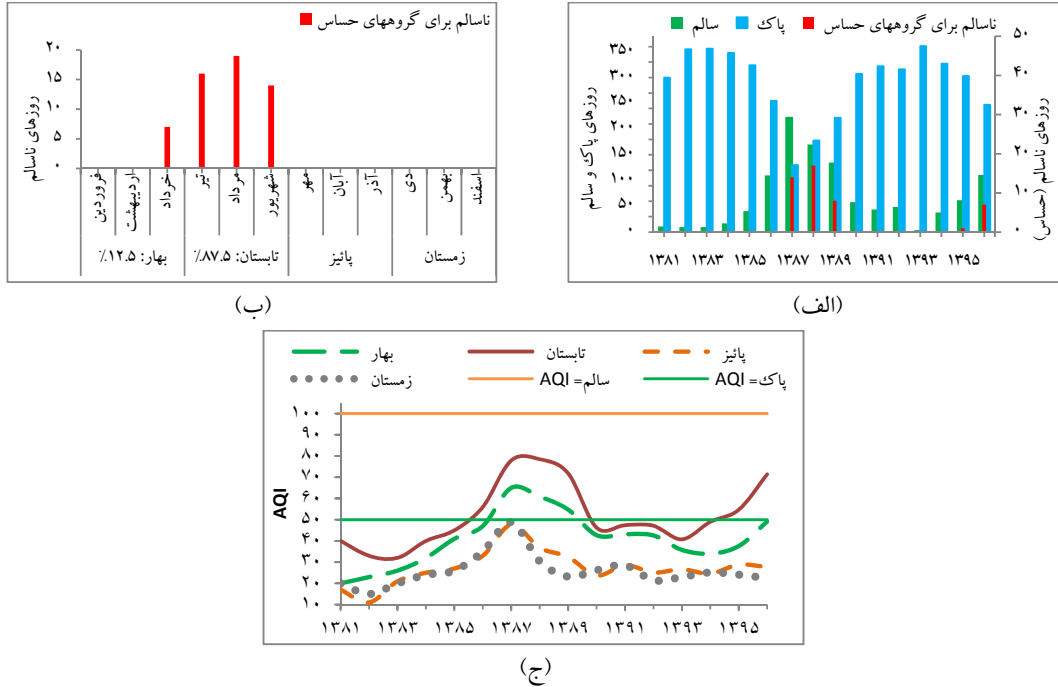 سالم پاک ناسالم برای گروههای حساس
روزهای پاک و سالم
۳۵۰
۳۰۰
۲۵۰
۲۰۰
۱۵۰
۱۰۰
۵۰
۰
۵۰
۴۰
۳۰
۲۰
۱۰
۰
روزهای ناسالم (حساس)
۱۳۸۱ ۱۳۸۳ ۱۳۸۵ ۱۳۸۷ ۱۳۸۹ ۱۳۹۱ ۱۳۹۳ ۱۳۹۵
(الف)
ناسالم برای گروههای حساس
روزهای ناسالم
۲۰
۱۵
۱۰
۵
۰
فروردین اردیبهشت خرداد تیر مرداد شهریور مهر آبان آذر دی بهمن اسفند
بهار: ۱۲.۵٪ تابستان: ۸۷.۵٪ پائیز زمستان
(ب)
بهار تابستان پائیز
زمستان AQI =سالم AQI =پاک
AQI
۱۰۰
۹۰
۸۰
۷۰
۶۰
۵۰
۴۰
۳۰
۲۰
۱۰
۱۳۸۱ ۱۳۸۳ ۱۳۸۵ ۱۳۸۷ ۱۳۸۹ ۱۳۹۱ ۱۳۹۳ ۱۳۹۵
(ج)